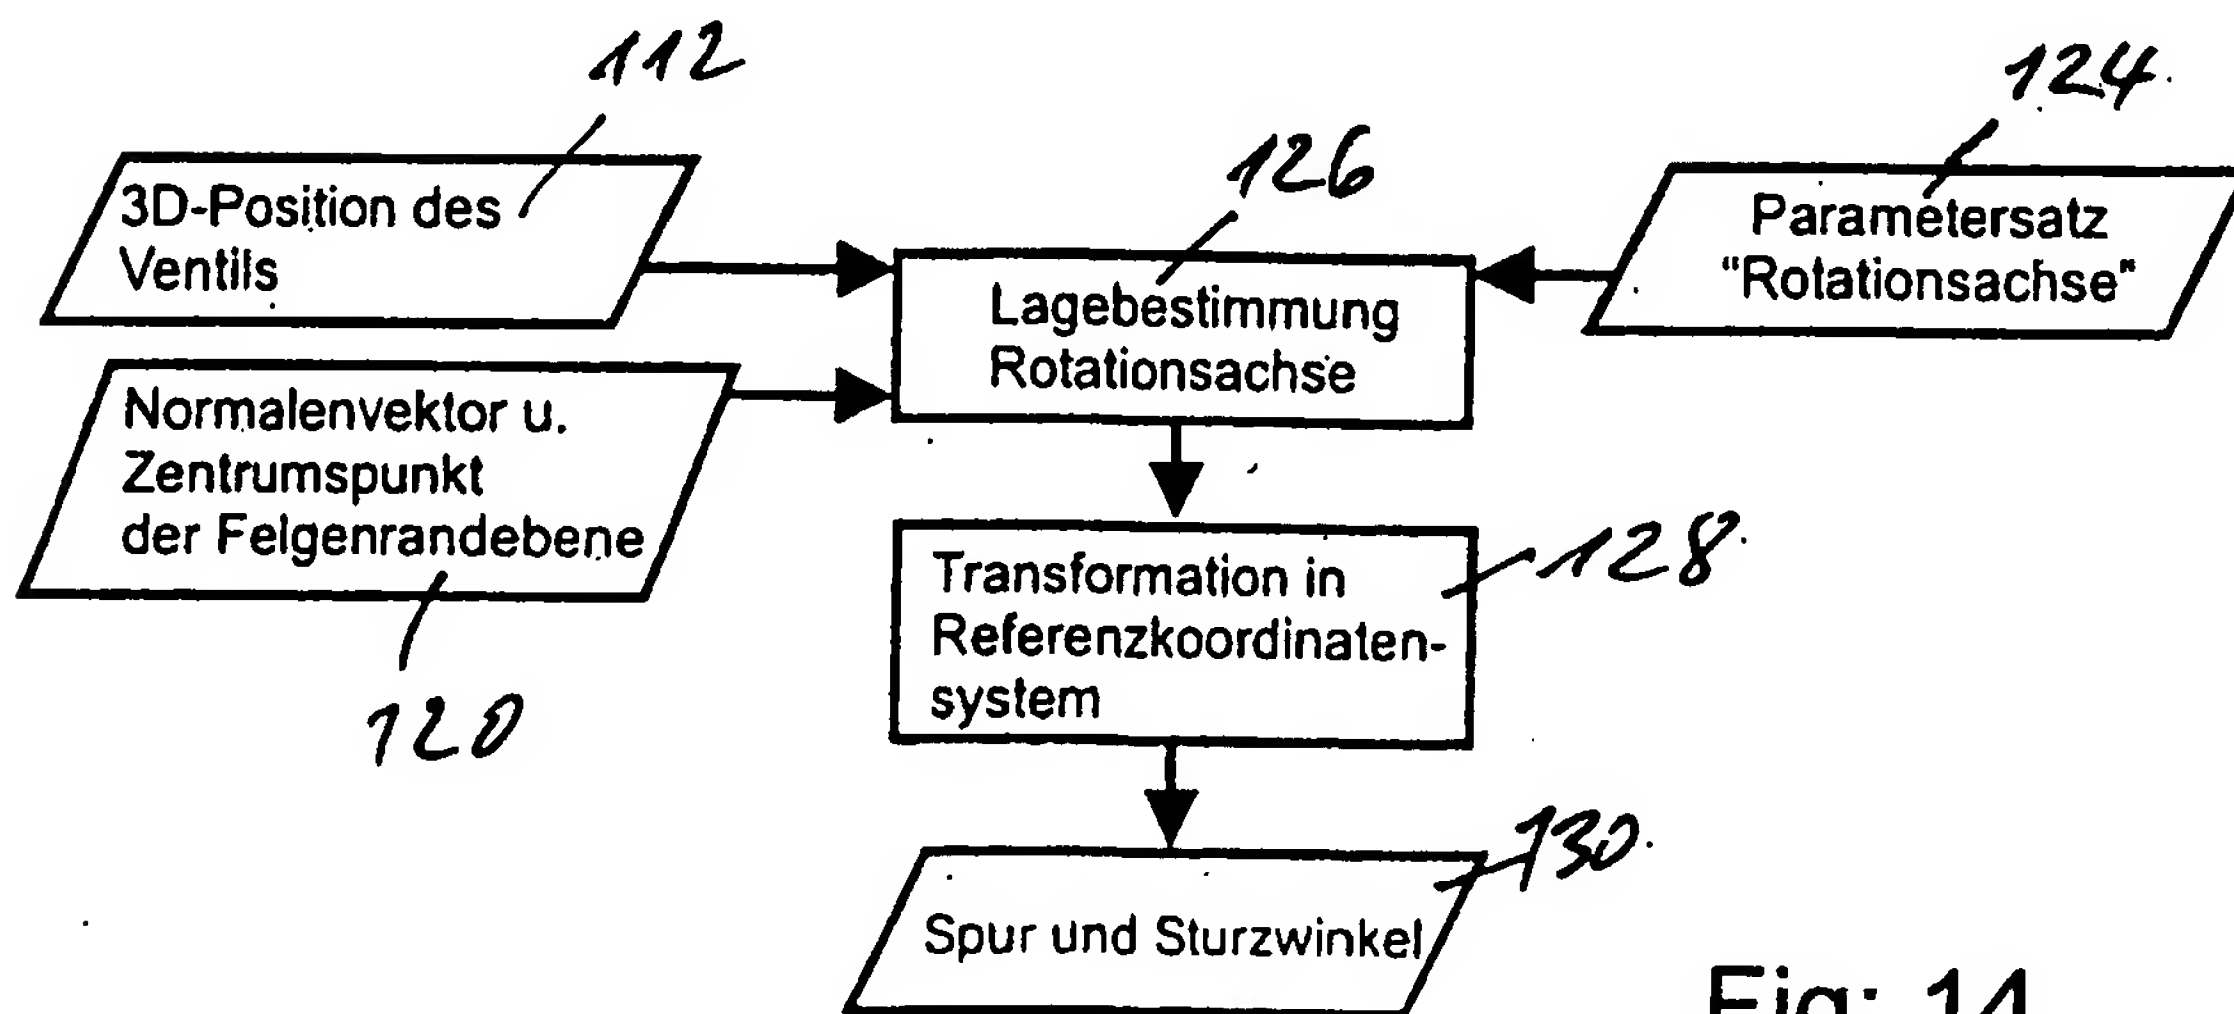 112
124.
126
3D-Position des
Ventils
Parametersatz
"Rotationsachse"
Lagebestimmung
Rotationsachse
Normalenvektor u.
Zentrumspunkt
der Felgenrandebene
120
Transformation in
Referenzkoordinaten-
system
128.
130.
Spur und Sturzwinkel
Fig: 14